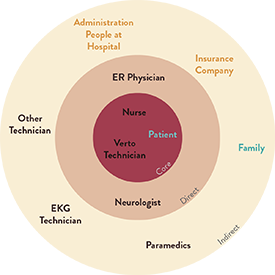 Administration
People at
Hospital
Insurance
Company
ER Physician
Nurse
Other
Technician
Patient
Verto
Technician
Family
Core
Direct
Neurologist
EKG
Technician
Indirect
Paramedics